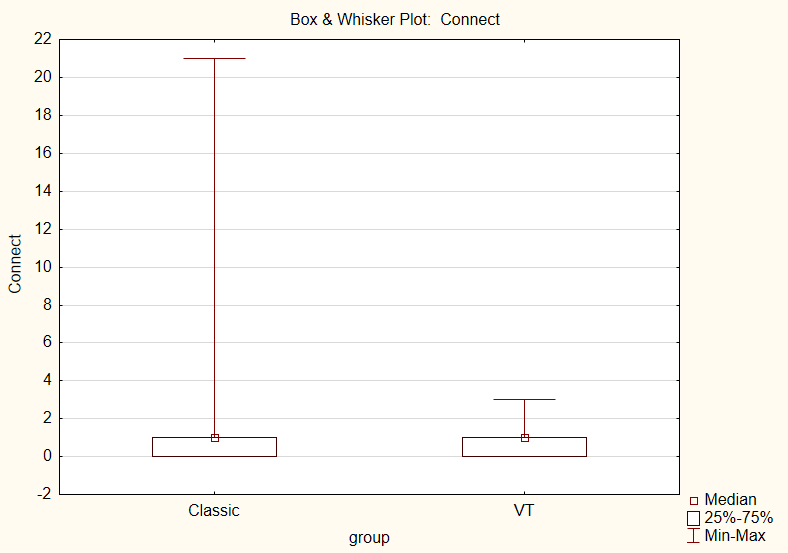 Box & Whisker Plot:  Connect
22
20
18
16
14
12
10
8
6
4
2
0
-2
Connect
Classic
VT
group
Median
25%-75%
Min-Max